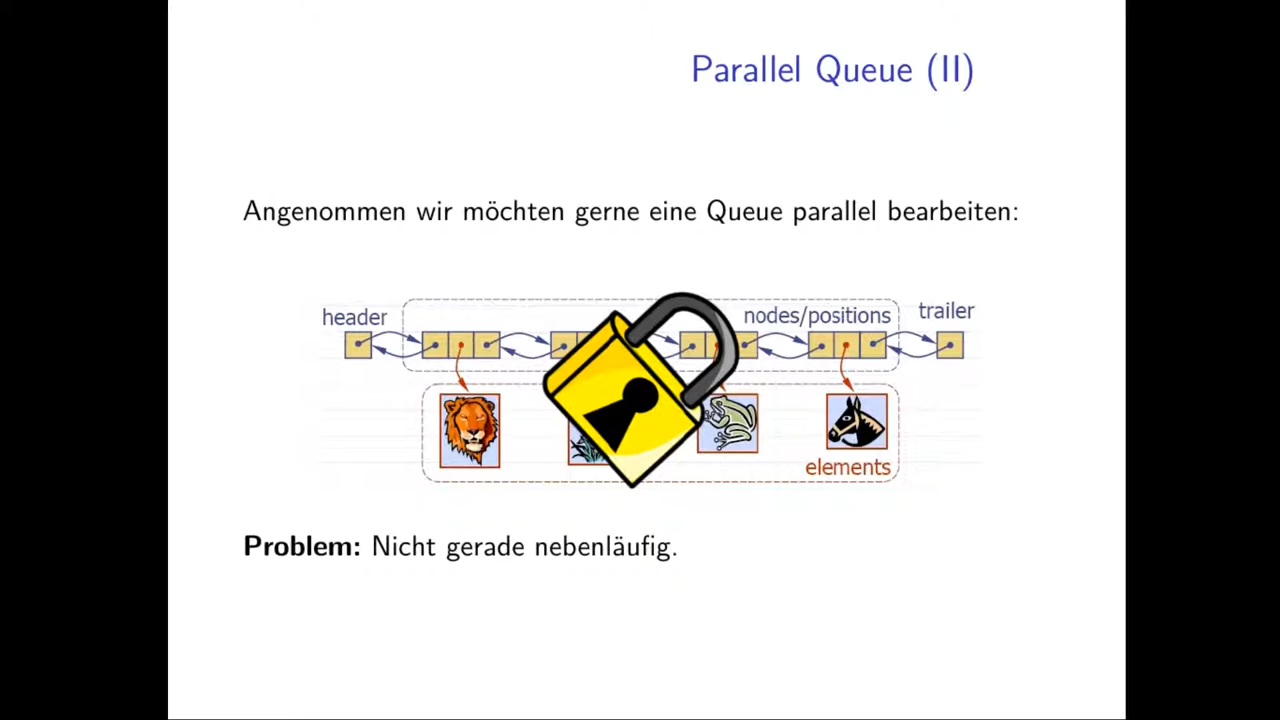 Parallel Queue (II)
Angenommen wir möchten gerne eine Queue parallel bearbeiten:
header
nodes/positions
trailer
elements
Problem: Nicht gerade nebenläufig.